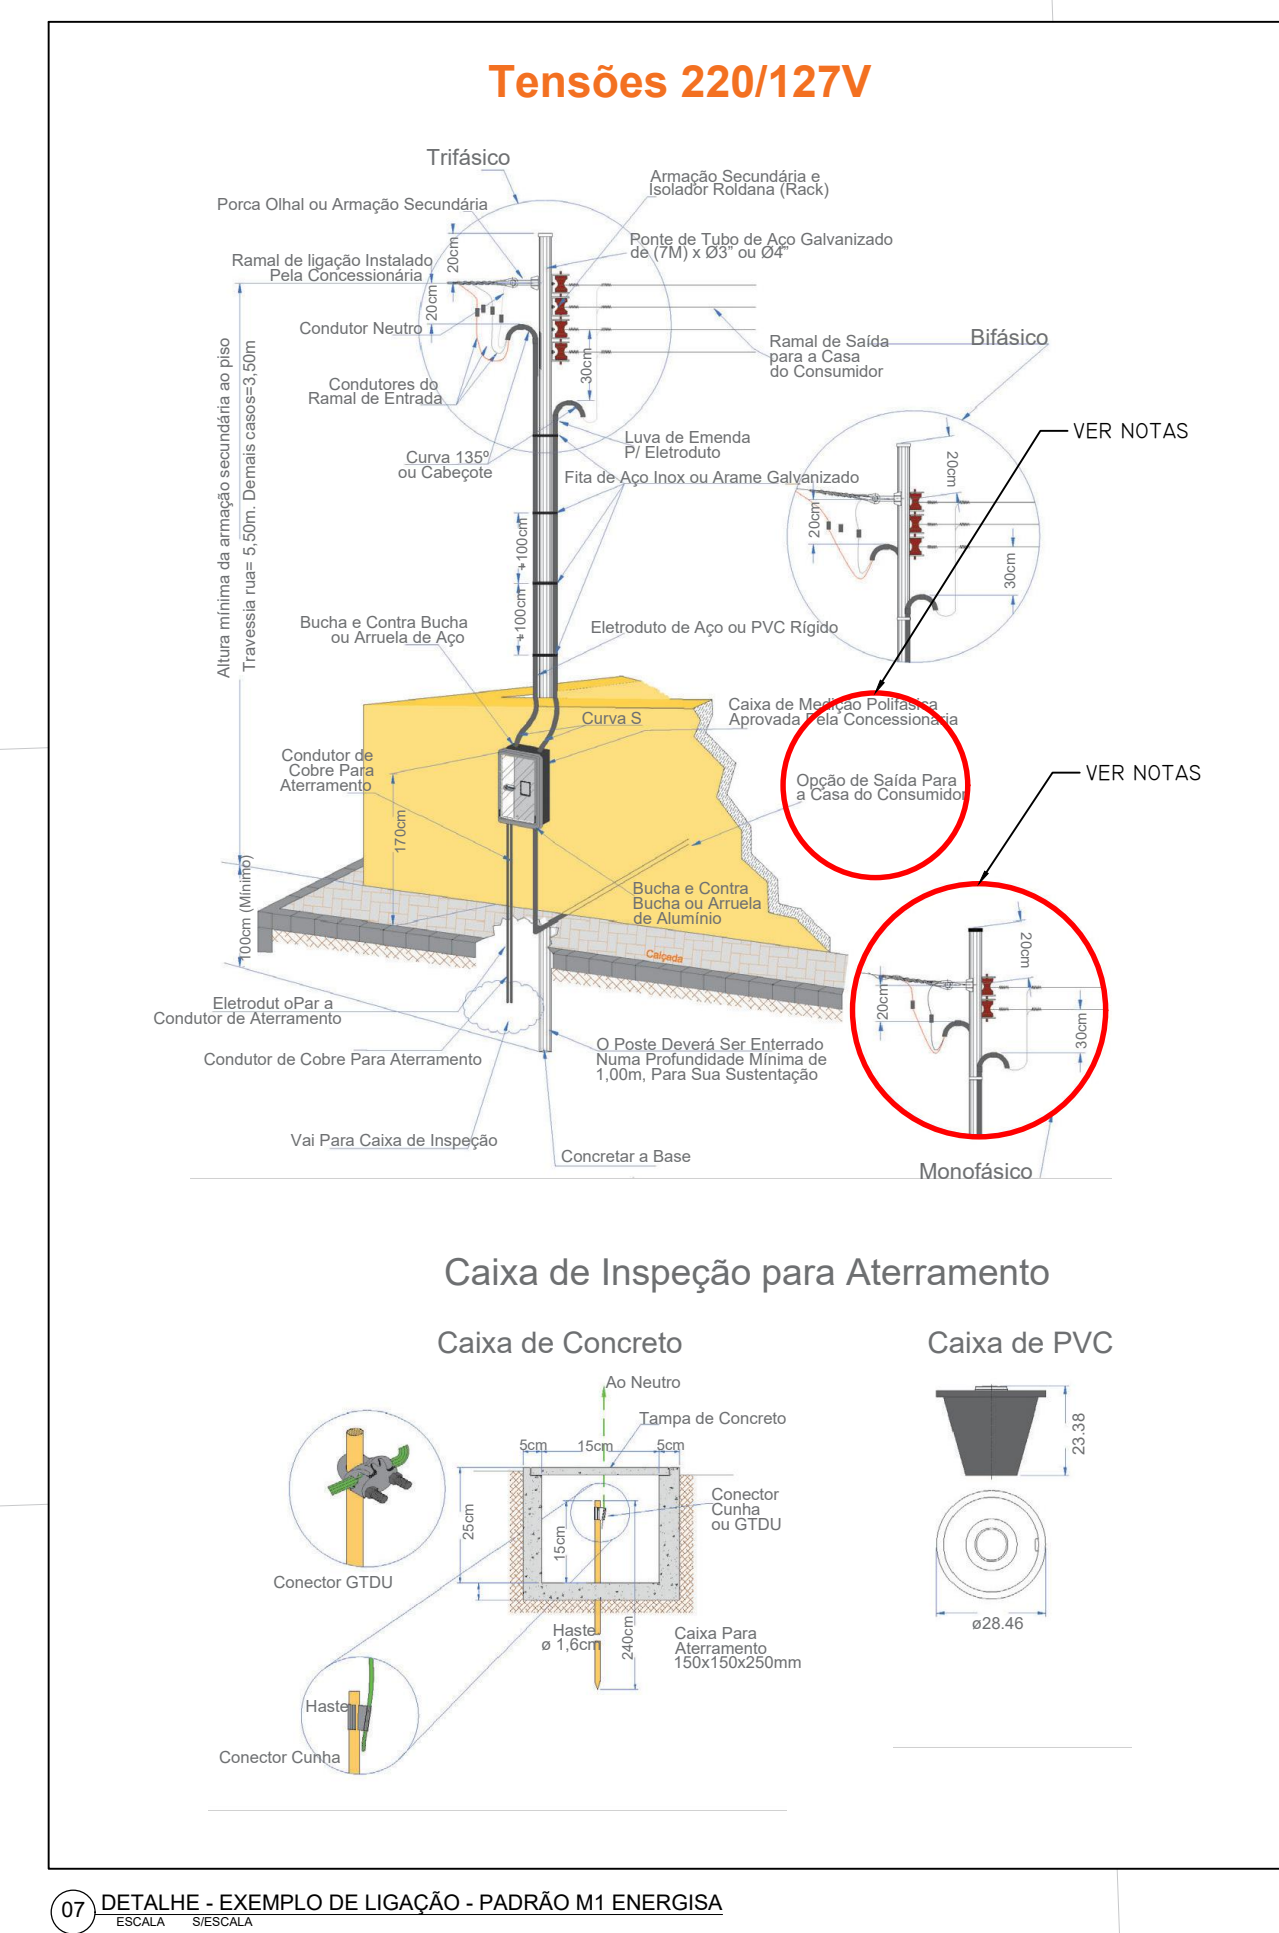 Tensões 220/127V
Trifásico
Armação Secundária e
Isolador Roldana (Rack)
Porca Olhal ou Armação Secundária
20cm
Ponte de Tubo de Aço Galvanizado
de (7M) x Ø3” ou Ø4”
Ramal de ligação Instalado
Pela Concessionária
20cm
Condutor Neutro
Ramal de Saída
para a Casa
do Consumidor
Bifásico
30cm
Condutores do
Ramal de Entrada
Luva de Emenda
P/ Eletroduto
VER NOTAS
Curva 135º
ou Cabeçote
Fita de Aço Inox ou Arame Galvanizado
20cm
20cm
30cm
Altura mínima da armação secundária ao piso
Travessia rua= 5,50m. Demais casos=3,50m
+100cm
+100cm
Bucha e Contra Bucha
ou Arruela de Aço
Eletroduto de Aço ou PVC Rígido
Caixa de Medição Polifásica
Aprovada Pela Concessionária
Curva S
Condutor de
Cobre Para
Aterramento
Opção de Saída Para
a Casa do Consumidor
VER NOTAS
170cm
100cm (Mínimo)
Bucha e Contra
Bucha ou Arruela
de Alumínio
Calçada
20cm
20cm
30cm
Eletrodut oPar a
Condutor de Aterramento
Condutor de Cobre Para Aterramento
O Poste Deverá Ser Enterrado
Numa Profundidade Mínima de
1,00m, Para Sua Sustentação
Vai Para Caixa de Inspeção
Concretar a Base
Monofásico
Caixa de Inspeção para Aterramento
Caixa de Concreto
Caixa de PVC
Ao Neutro
Tampa de Concreto
5cm
15cm
5cm
23.38
Conector
Cunha
ou GTDU
25cm
15cm
Conector GTDU
Haste
ø 1,6cm
240cm
Caixa Para
Aterramento
150x150x250mm
ø28.46
Haste
Conector Cunha
07
DETALHE - EXEMPLO DE LIGAÇÃO - PADRÃO M1 ENERGISA
ESCALA S/ESCALA